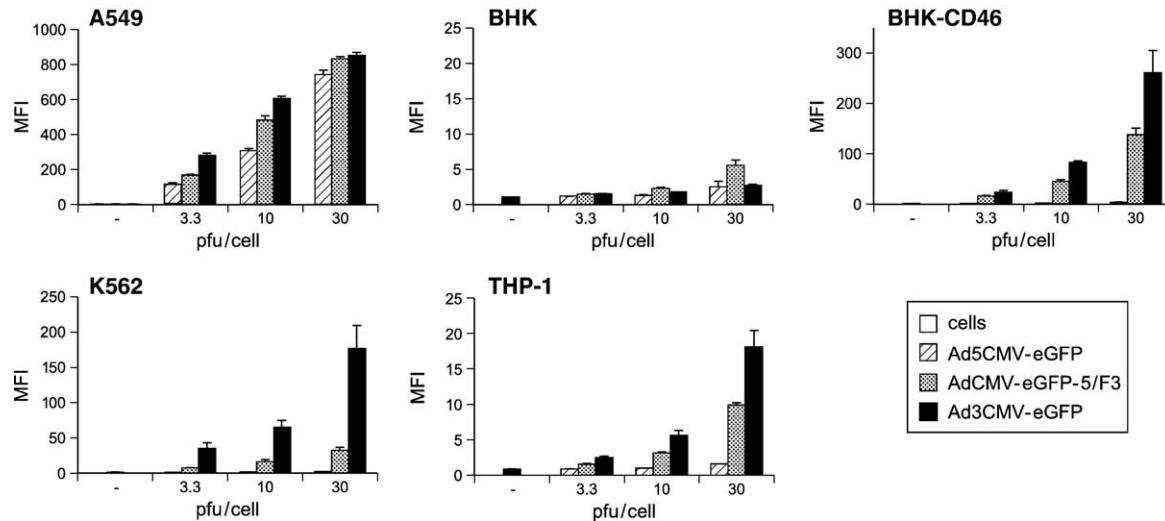 A549
MFI
1000
800
600
400
200
0
- 3.3 10 30
pfu/cell
BHK
MFI
25
20
15
10
5
0
- 3.3 10 30
pfu/cell
BHK-CD46
MFI
300
200
100
0
- 3.3 10 30
pfu/cell
K562
MFI
250
200
150
100
50
0
- 3.3 10 30
pfu/cell
THP-1
MFI
25
20
15
10
5
0
- 3.3 10 30
pfu/cell
cells
Ad5CMV-eGFP
AdCMV-eGFP-5/F3
Ad3CMV-eGFP